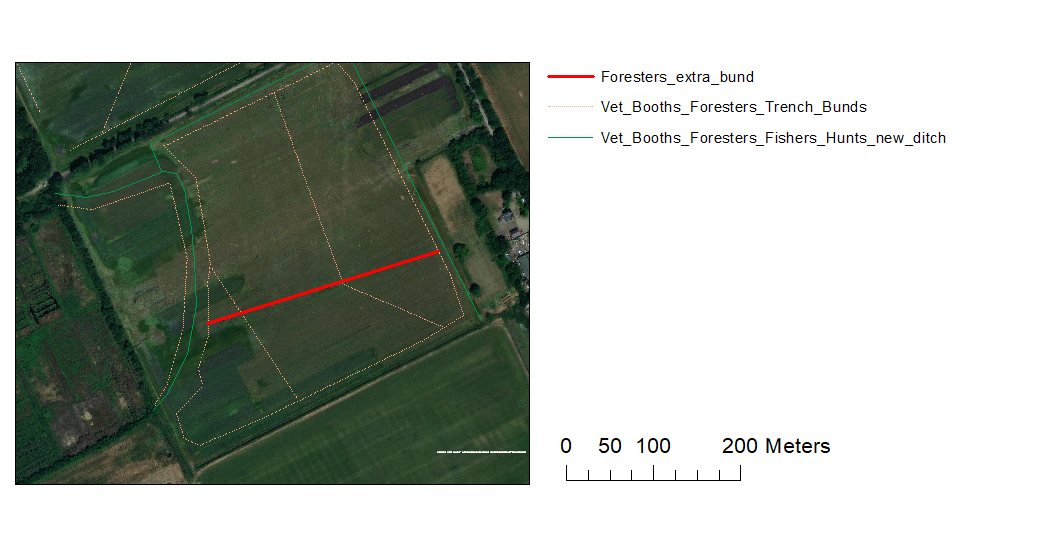 Foresters_extra_bund
Vet_Booths_Foresters_Trench_Bunds
Vet_Booths_Foresters_Fishers_Hunts_new_ditch
0 50 100 200 Meters